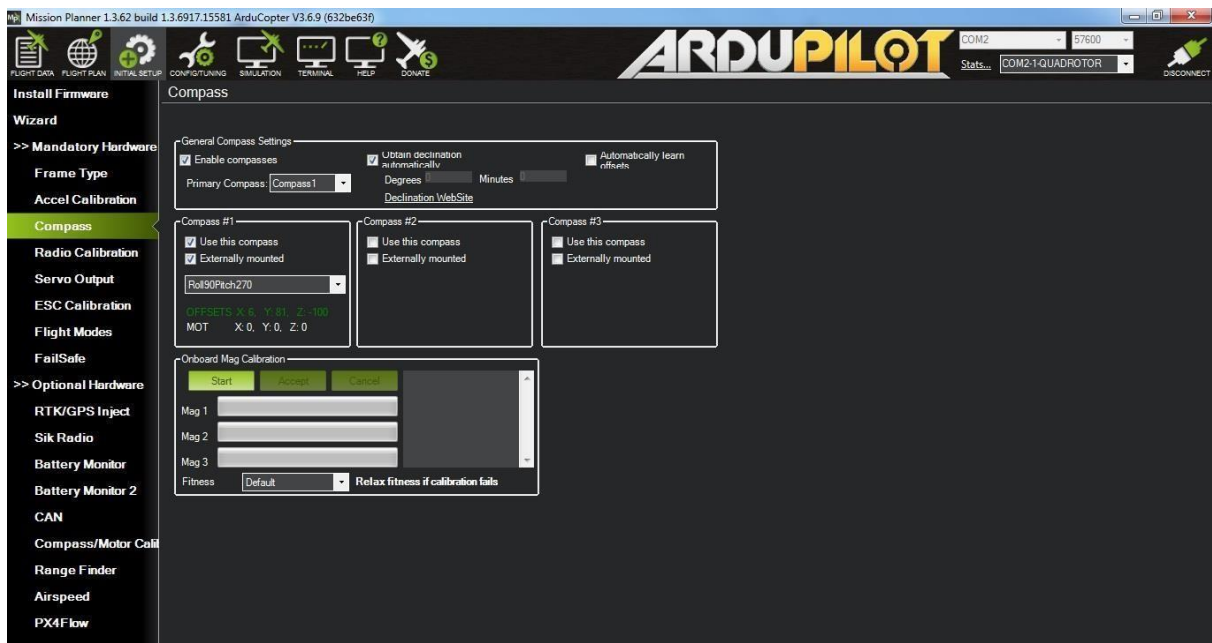 Mission Planner 1.3.62 build 1.3.6917.15581 ArduCopter V3.6.9 (632be63f)
FLIGHT DATA FLIGHT PLAN INITIAL SETUP CONFIG/TUNING SIMULATION TERMINAL HELP DONATE
ARDUPILOT
COM2 57600
Stats... COM2-1-QUADROTOR
DISCONNECT
Install Firmware
Wizard
>> Mandatory Hardware
Frame Type
Accel Calibration
Compass
Radio Calibration
Servo Output
ESC Calibration
Flight Modes
FailSafe
>> Optional Hardware
RTK/GPS Inject
Sik Radio
Battery Monitor
Battery Monitor 2
CAN
Compass/Motor Cali
Range Finder
Airspeed
PX4Flow
Compass
General Compass Settings
Enable compasses
Obtain declination automatically
Automatically learn offsets
Primary Compass: Compass1
Degrees 0 Minutes 0
Declination WebSite
Compass #1
Use this compass
Externally mounted
Roll90Pitch270
OFFSETS X: 6, Y: 81, Z: -100
MOT X: 0, Y: 0, Z: 0
Compass #2
Use this compass
Externally mounted
Compass #3
Use this compass
Externally mounted
Onboard Mag Calibration
Start Accept Cancel
Mag 1
Mag 2
Mag 3
Fitness Default Relax fitness if calibration fails